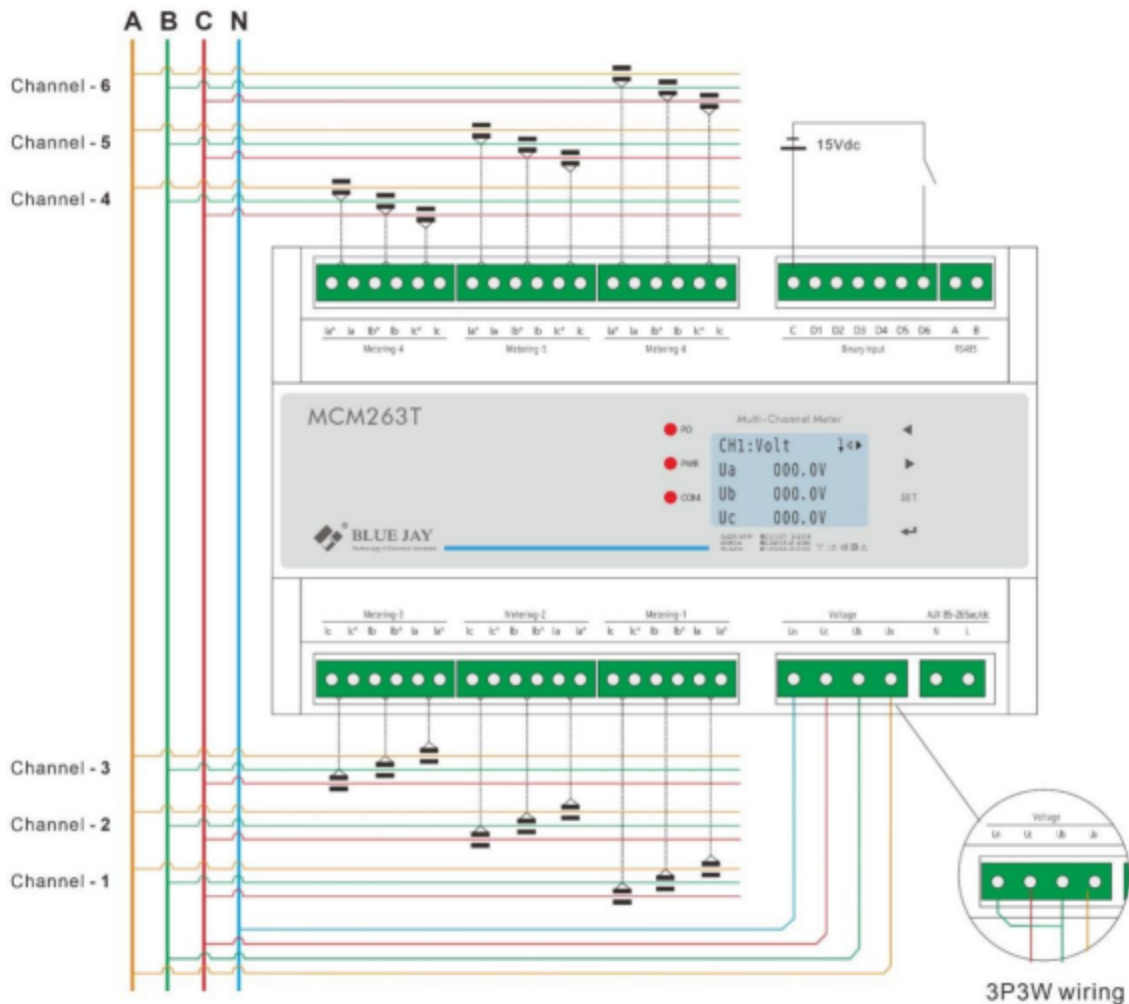 A B C N
Channel - 6
Channel - 5
Channel - 4
15Vdc
Ia* Ia Ib* Ib Ic* Ic
Metering-4
Ia* Ia Ib* Ib Ic* Ic
Metering-5
Ia* Ia Ib* Ib Ic* Ic
Metering-6
C D1 D2 D3 D4 D5 D6
Binary Input
A B
RS485
MCM263T
Multi-Channel Meter
PO
PWR
COM
CH1:Volt
Ua 000.0V
Ub 000.0V
Uc 000.0V
SET
BLUE JAY
Metering-3
Ic Ic* Ib Ib* Ia Ia*
Metering-2
Ic Ic* Ib Ib* Ia Ia*
Metering-1
Ic Ic* Ib Ib* Ia Ia*
Voltage
Un Uc Ub Ua
AUX 85-265ac/dc
N L
Channel - 3
Channel - 2
Channel - 1
Voltage
Un Uc Ub Ua
3P3W wiring